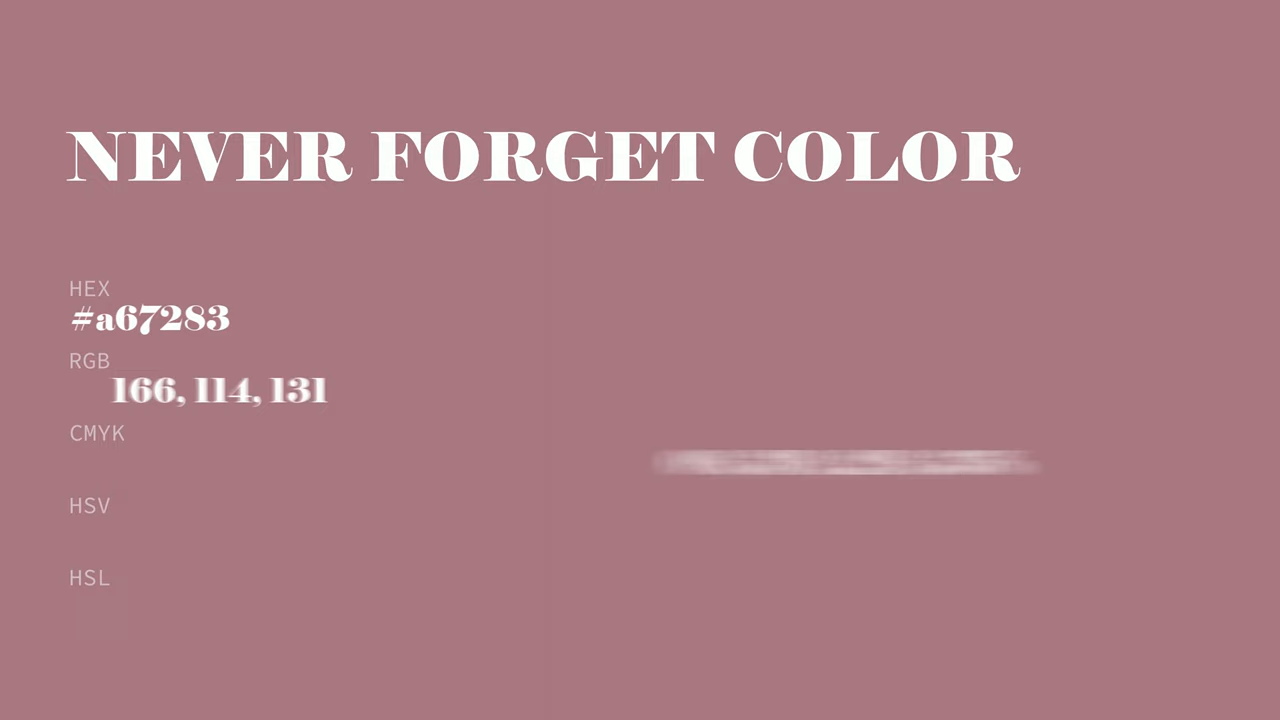 NEVER FORGET COLOR
HEX
#a67283
RGB
166, 114, 131
CMYK
HSV
HSL